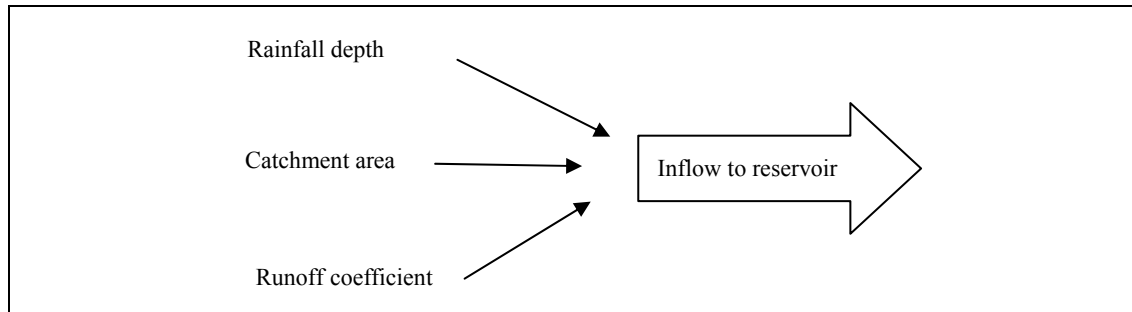 Rainfall depth
Catchment area
Inflow to reservoir
Runoff coefficient